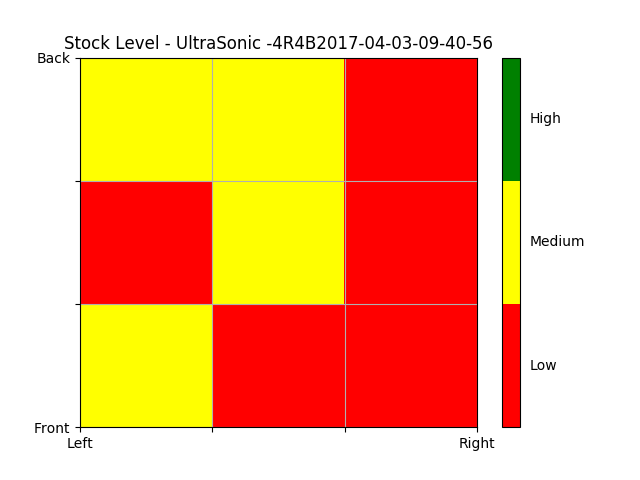 Stock Level - UltraSonic -4R4B2017-04-03-09-40-56
Back
Front
Left
Right
High
Medium
Low